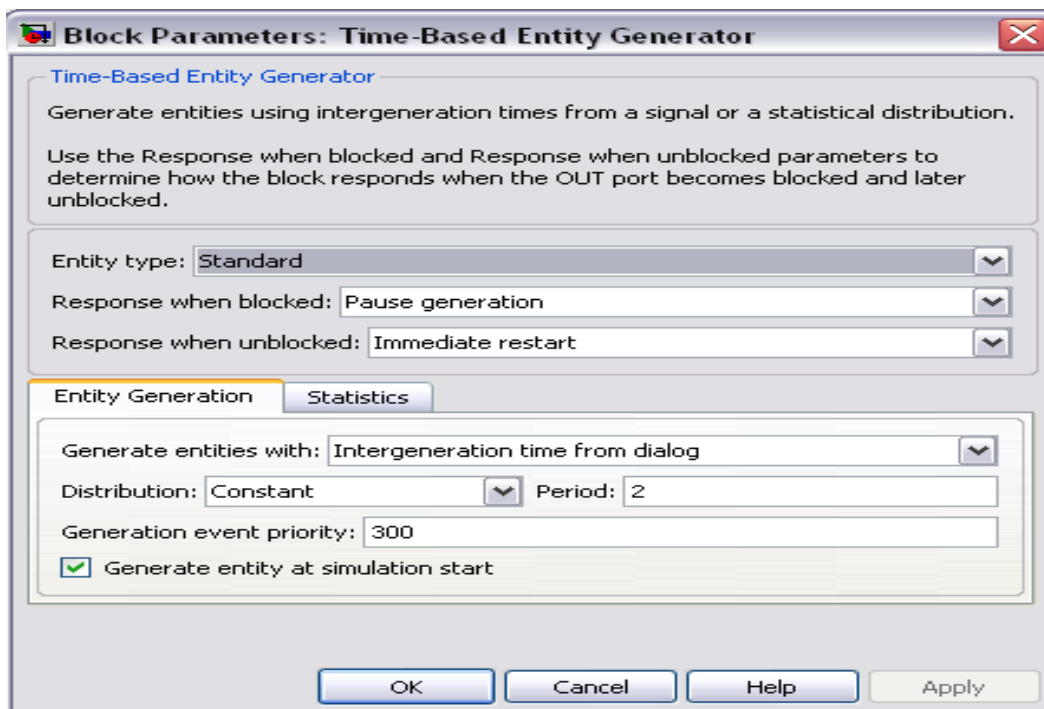 Block Parameters: Time-Based Entity Generator
Time-Based Entity Generator
Generate entities using intergeneration times from a signal or a statistical distribution.
Use the Response when blocked and Response when unblocked parameters to
determine how the block responds when the OUT port becomes blocked and later
unblocked.
Entity type: Standard
Response when blocked: Pause generation
Response when unblocked: Immediate restart
Entity Generation Statistics
Generate entities with: Intergeneration time from dialog
Distribution: Constant Period: 2
Generation event priority: 300
Generate entity at simulation start
OK Cancel Help Apply